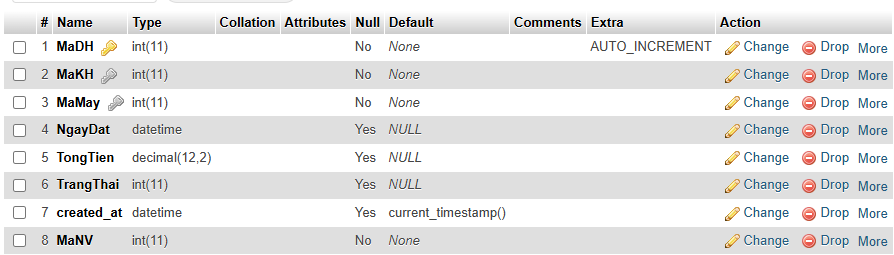 # Name Type Collation Attributes Null Default Comments Extra Action
1 MaDH int(11) No None AUTO_INCREMENT Change Drop More
2 MaKH int(11) No None Change Drop More
3 MaMay int(11) No None Change Drop More
4 NgayDat datetime Yes NULL Change Drop More
5 TongTien decimal(12,2) Yes NULL Change Drop More
6 TrangThai int(11) Yes NULL Change Drop More
7 created_at datetime Yes current_timestamp() Change Drop More
8 MaNV int(11) No None Change Drop More